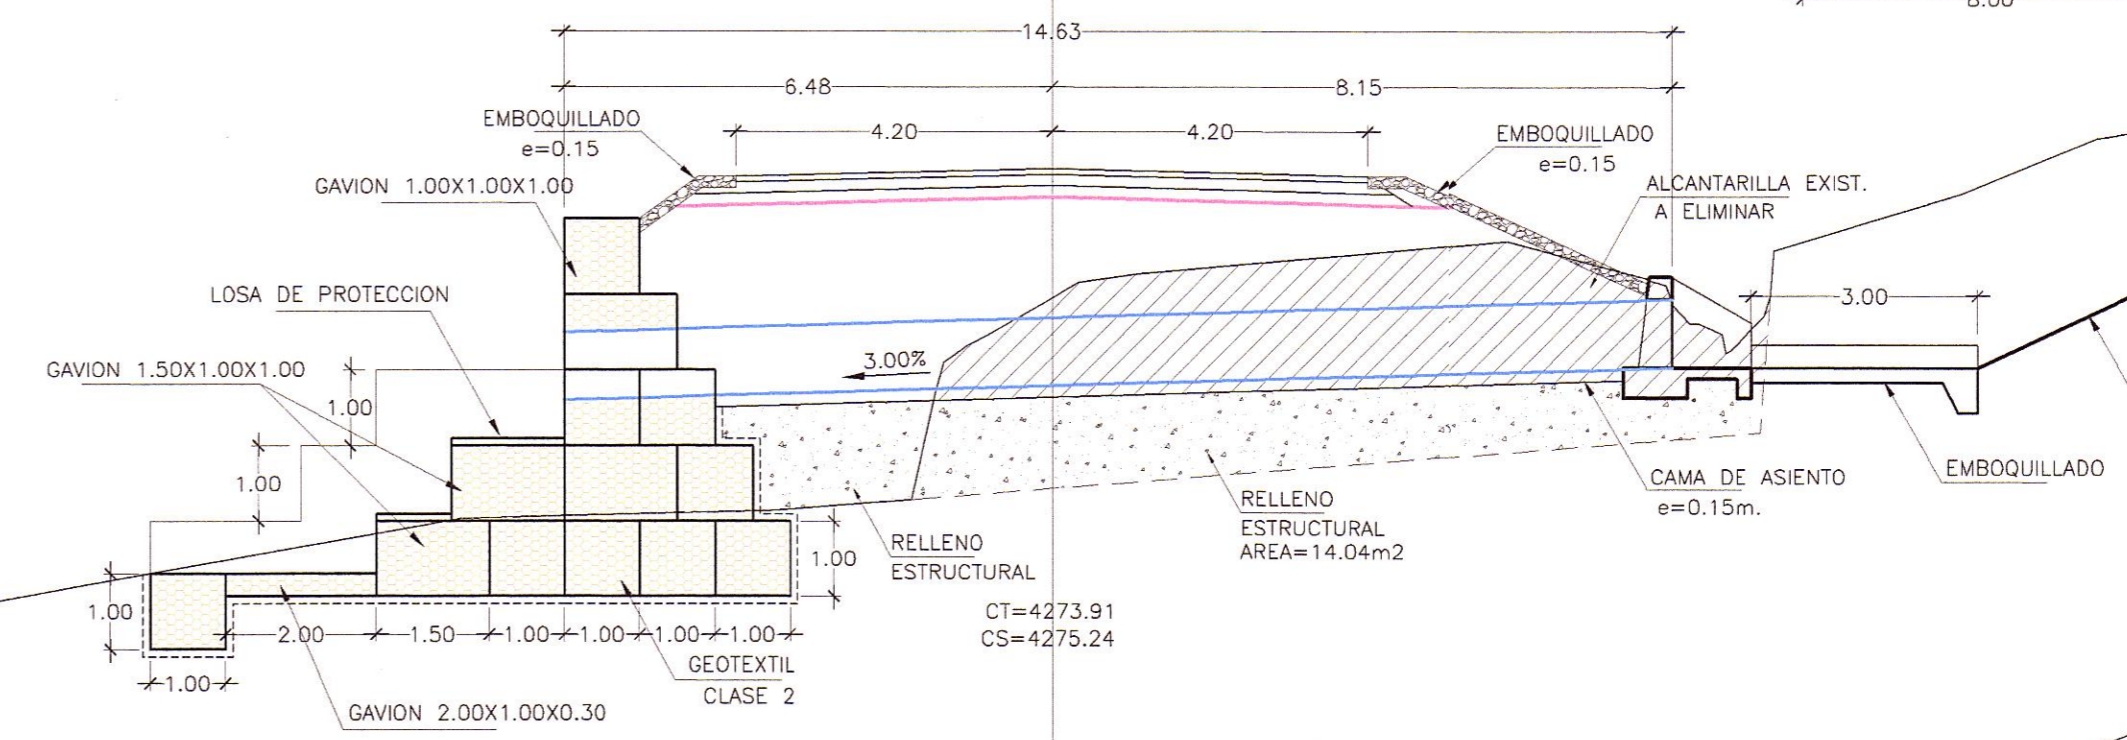 8.00
14.63
6.48
8.15
EMBOQUILLADO
e=0.15
4.20
4.20
EMBOQUILLADO
e=0.15
GAVION 1.00X1.00X1.00
ALCANTARILLA EXIST.
A ELIMINAR
LOSA DE PROTECCION
3.00
GAVION 1.50X1.00X1.00
3.00%
1.00
1.00
CAMA DE ASIENTO
e=0.15m.
EMBOQUILLADO
RELLENO
ESTRUCTURAL
AREA=14.04m2
RELLENO
ESTRUCTURAL
1.00
1.00
CT=4273.91
CS=4275.24
2.00
1.50
1.00
1.00
1.00
1.00
GEOTEXTIL
CLASE 2
1.00
GAVION 2.00X1.00X0.30